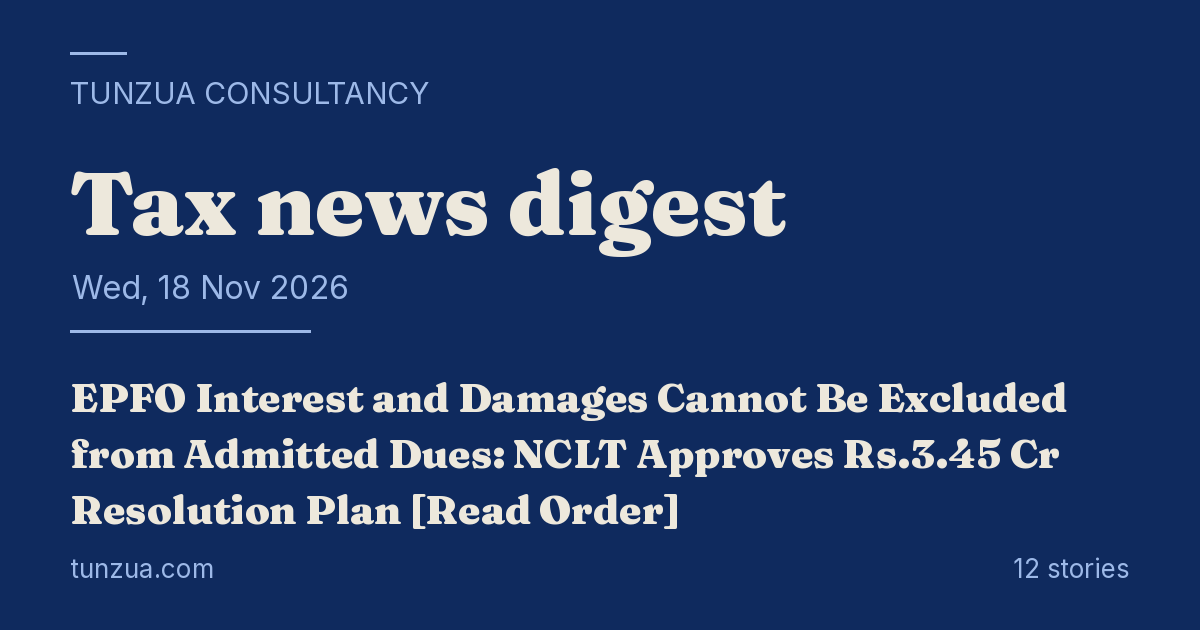 TUNZUA CONSULTANCY
Tax news digest
Wed, 18 Nov 2026
EPFO Interest and Damages Cannot Be Excluded
from Admitted Dues: NCLT Approves Rs.3.45 Cr
Resolution Plan [Read Order]
tunzua.com
12 stories